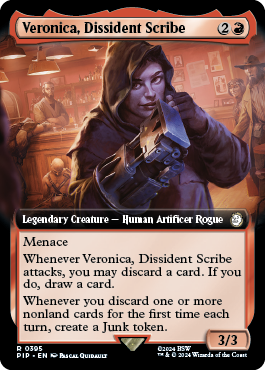 Veronica, Dissident Scribe 2
Legendary Creature — Human Artificer Rogue
Menace
Whenever Veronica, Dissident Scribe
attacks, you may discard a card. If you
do, draw a card.
Whenever you discard one or more
nonland cards for the first time each
turn, create a Junk token.
3/3
R 0395
PIP • EN Pascal Quidault
©2024 BSW
™ & © 2024 Wizards of the Coast